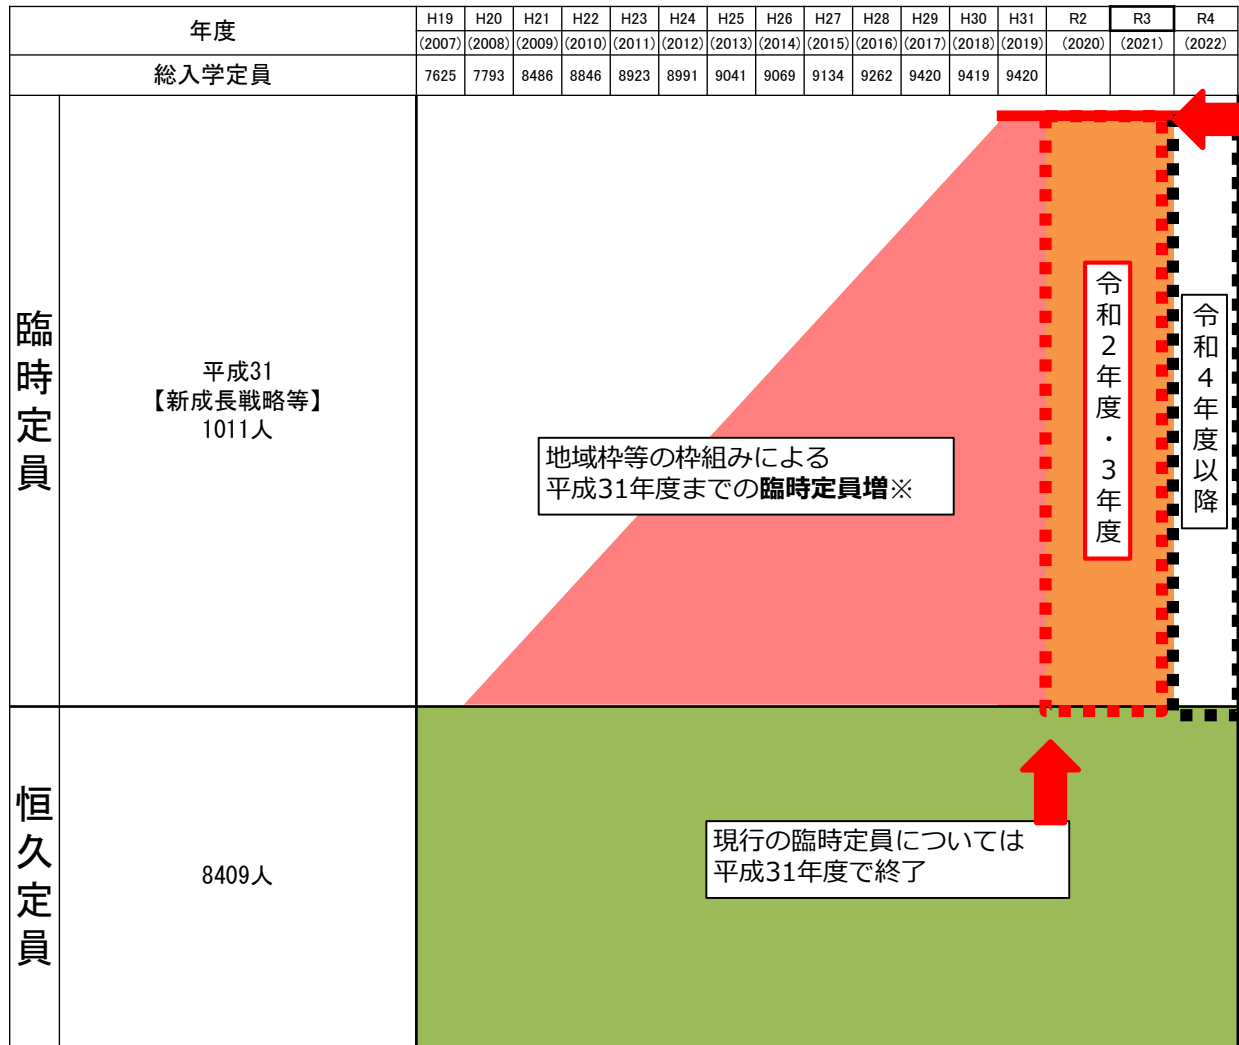 年度 H19 H20 H21 H22 H23 H24 H25 H26 H27 H28 H29 H30 H31 R2 R3 R4
(2007) (2008) (2009) (2010) (2011) (2012) (2013) (2014) (2015) (2016) (2017) (2018) (2019) (2020) (2021) (2022)
総入学定員 7625 7793 8486 8846 8923 8991 9041 9069 9134 9262 9420 9419 9420
臨時定員
平成31
【新成長戦略等】
1011人
地域枠等の枠組みによる
平成31年度までの臨時定員増※
令和2年度・3年度
令和4年度以降
恒久定員
8409人
現行の臨時定員については
平成31年度で終了